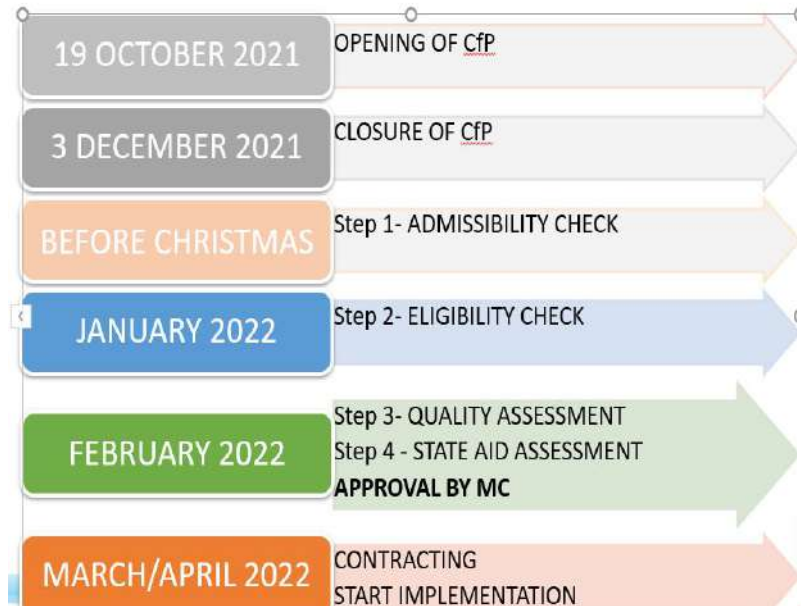 19 OCTOBER 2021
OPENING OF CfP
3 DECEMBER 2021
CLOSURE OF CfP
BEFORE CHRISTMAS
Step 1- ADMISSIBILITY CHECK
JANUARY 2022
Step 2- ELIGIBILITY CHECK
FEBRUARY 2022
Step 3- QUALITY ASSESSMENT
Step 4 - STATE AID ASSESSMENT
APPROVAL BY MC
MARCH/APRIL 2022
CONTRACTING
START IMPLEMENTATION